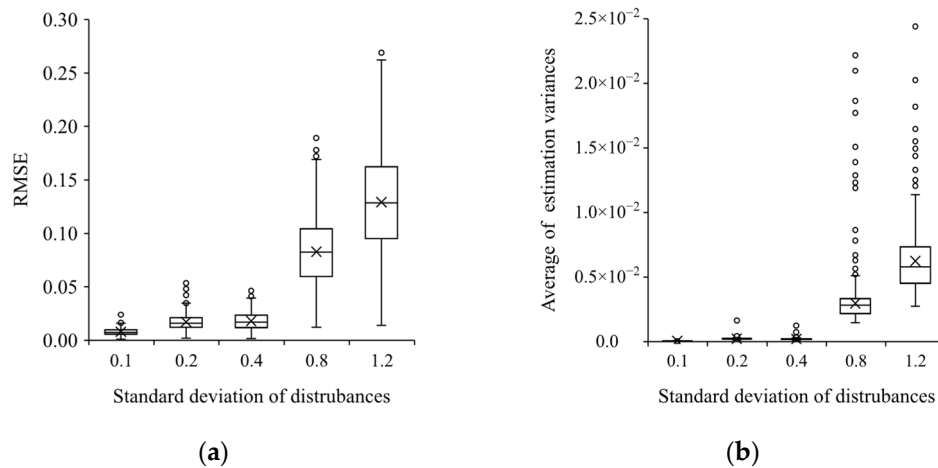 RMSE
0.30
0.25
0.20
0.15
0.10
0.05
0.00
0.1 0.2 0.4 0.8 1.2
Standard deviation of distrubances
(a)
Average of estimation variances
2.5×10⁻²
2.0×10⁻²
1.5×10⁻²
1.0×10⁻²
0.5×10⁻²
0.0
0.1 0.2 0.4 0.8 1.2
Standard deviation of distrubances
(b)